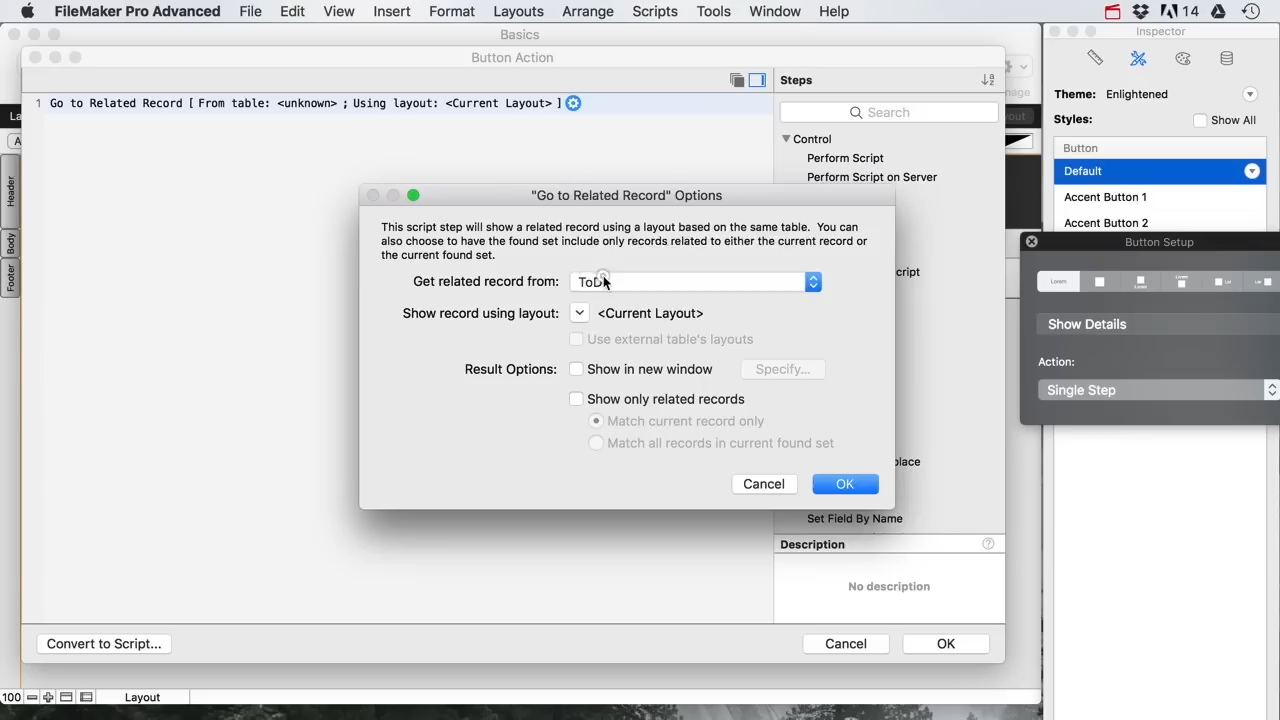 FileMaker Pro Advanced File Edit View Insert Format Layouts Arrange Scripts Tools Window Help 14
Basics
Inspector
Button Action
Steps
Theme: Enlightened
1 Go to Related Record [ From table: <unknown> ; Using layout: <Current Layout> ]
Search
Styles: Show All
Control
Button
Perform Script
Default
Perform Script on Server
Accent Button 1
Accent Button 2
Header
Body
Footer
"Go to Related Record" Options
This script step will show a related record using a layout based on the same table. You can
also choose to have the found set include only records related to either the current record or
the current found set.
Get related record from:
Show record using layout: <Current Layout>
Use external table's layouts
Result Options: Show in new window Specify...
Show only related records
Match current record only
Match all records in current found set
Cancel OK
Button Setup
Show Details
Action:
Single Step
Set Field By Name
Description
No description
Convert to Script... Cancel OK
100 Layout